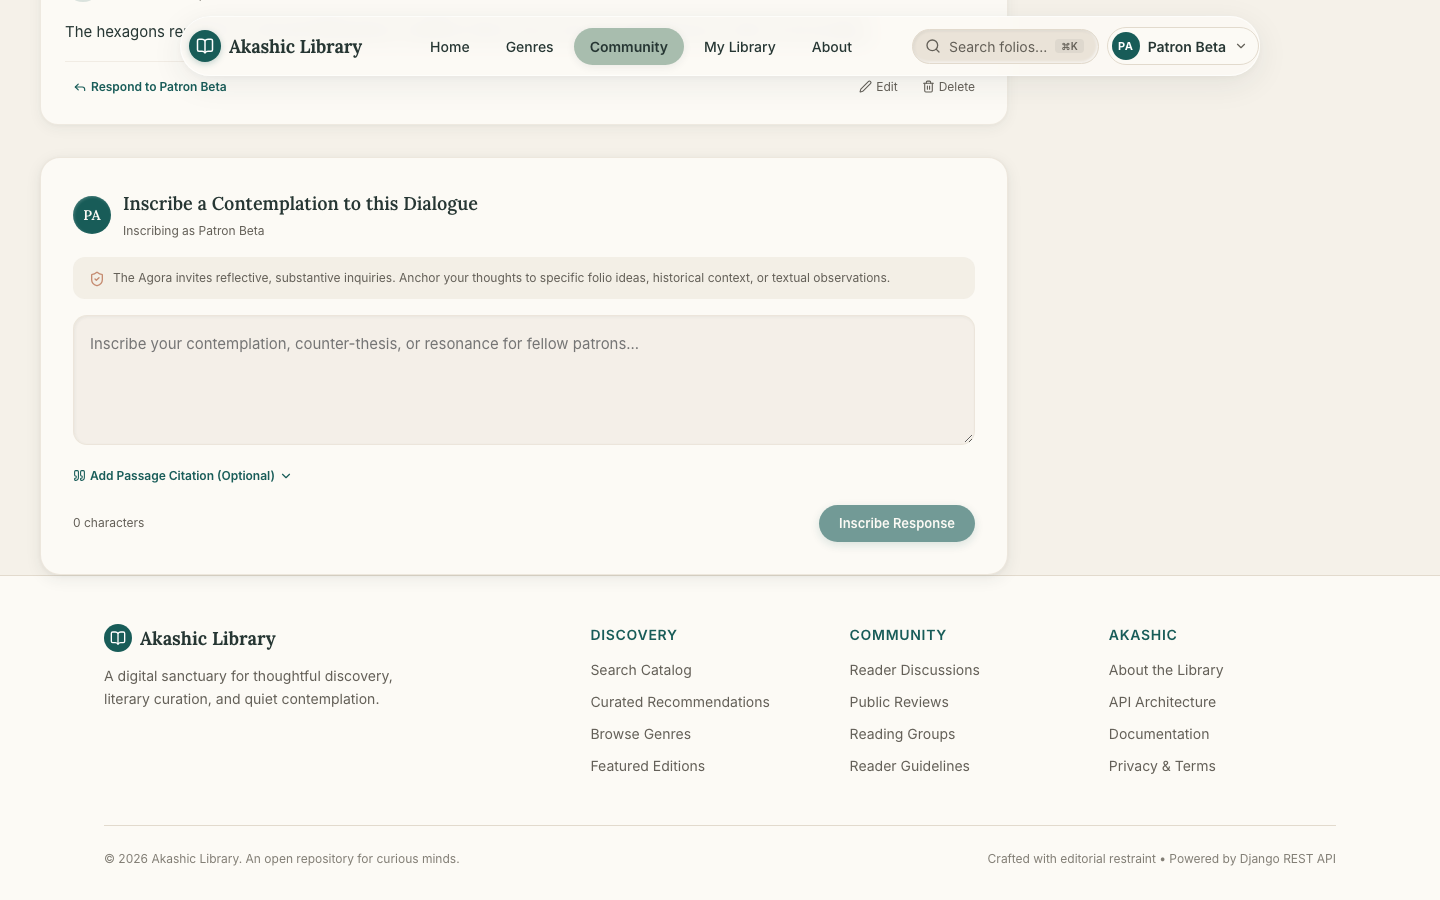 The hexagons re
Akashic Library
Home
Genres
Community
My Library
About
Search folios...
⌘K
PA
Patron Beta
Respond to Patron Beta
Edit
Delete
PA
Inscribe a Contemplation to this Dialogue
Inscribing as Patron Beta
The Agora invites reflective, substantive inquiries. Anchor your thoughts to specific folio ideas, historical context, or textual observations.
Inscribe your contemplation, counter-thesis, or resonance for fellow patrons...
Add Passage Citation (Optional)
0 characters
Inscribe Response
Akashic Library
A digital sanctuary for thoughtful discovery,
literary curation, and quiet contemplation.
DISCOVERY
Search Catalog
Curated Recommendations
Browse Genres
Featured Editions
COMMUNITY
Reader Discussions
Public Reviews
Reading Groups
Reader Guidelines
AKASHIC
About the Library
API Architecture
Documentation
Privacy & Terms
© 2026 Akashic Library. An open repository for curious minds.
Crafted with editorial restraint • Powered by Django REST API